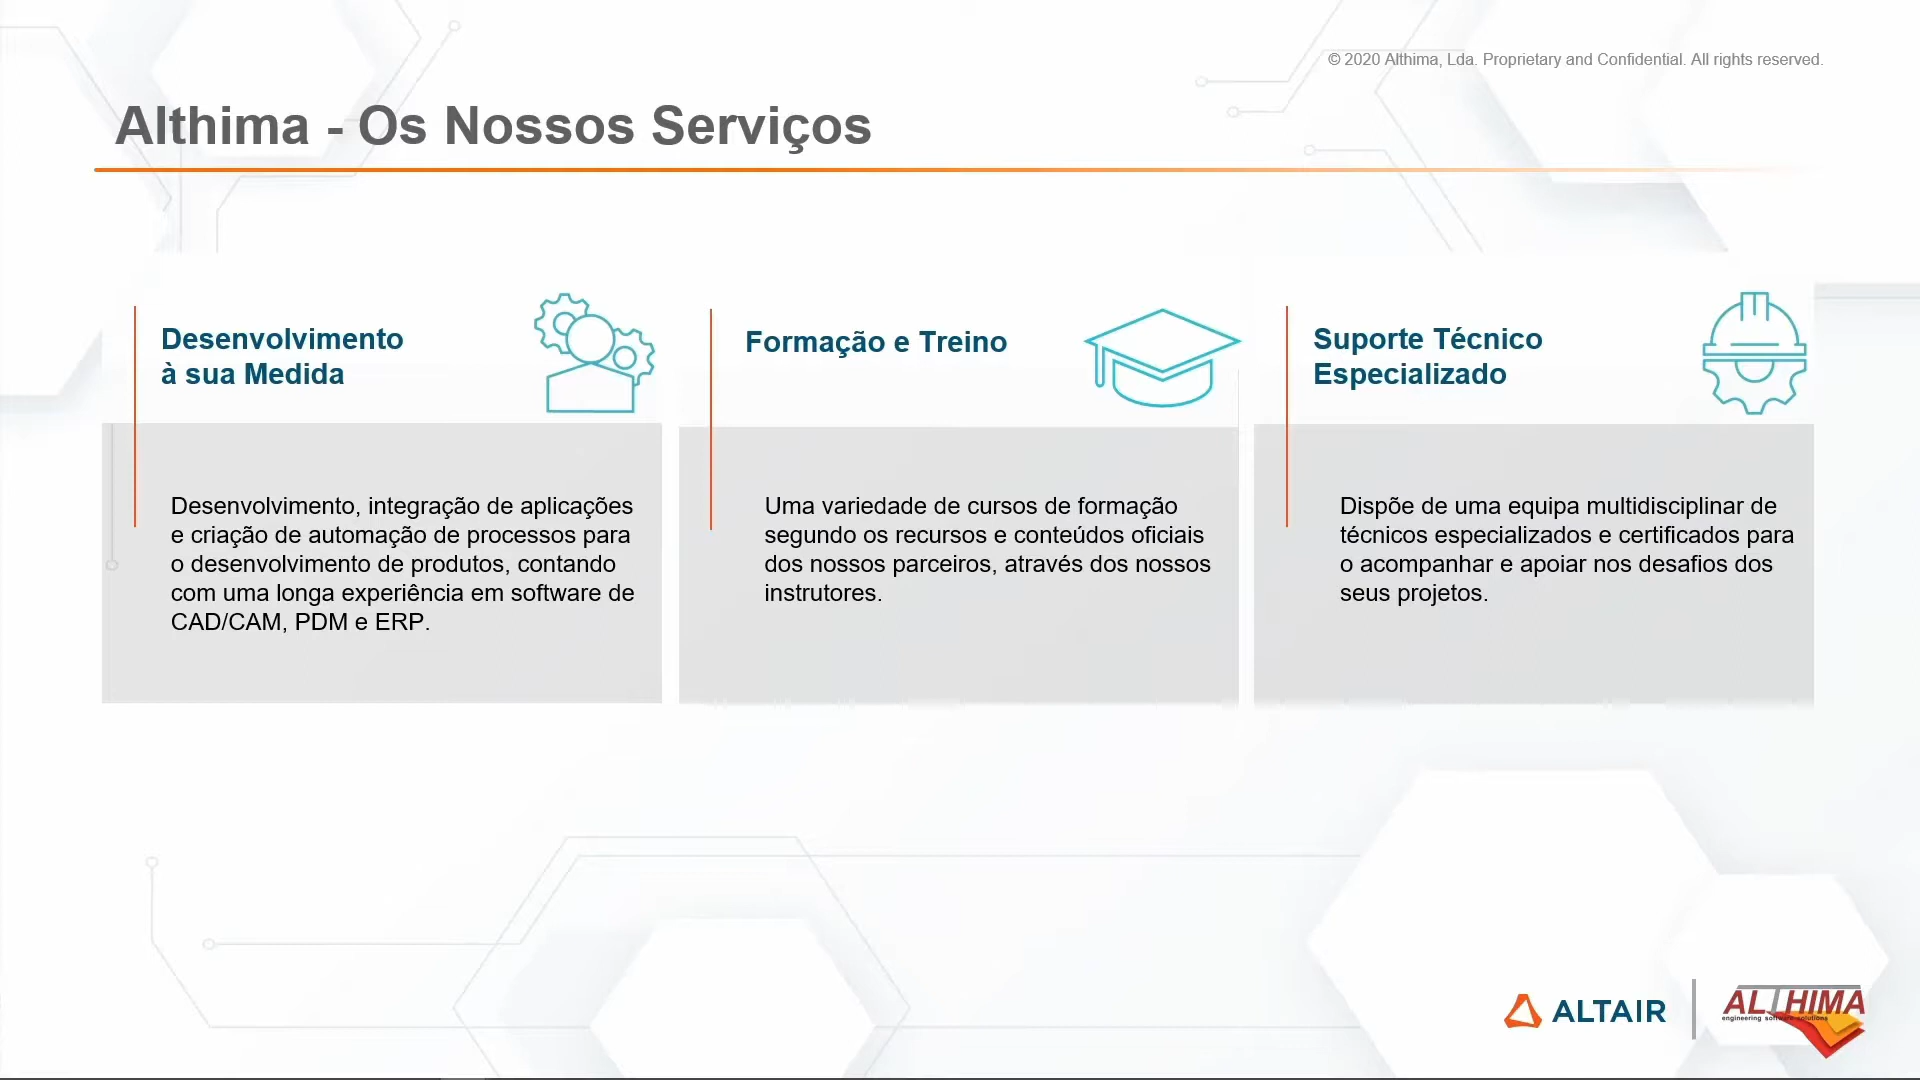 © 2020 Althima, Lda. Proprietary and Confidential. All rights reserved.
Althima - Os Nossos Serviços
Desenvolvimento
à sua Medida
Desenvolvimento, integração de aplicações
e criação de automação de processos para
o desenvolvimento de produtos, contando
com uma longa experiência em software de
CAD/CAM, PDM e ERP.
Formação e Treino
Uma variedade de cursos de formação
segundo os recursos e conteúdos oficiais
dos nossos parceiros, através dos nossos
instrutores.
Suporte Técnico
Especializado
Dispõe de uma equipa multidisciplinar de
técnicos especializados e certificados para
o acompanhar e apoiar nos desafios dos
seus projetos.
ALTAIR
ALTHIMA
engineering software solutions